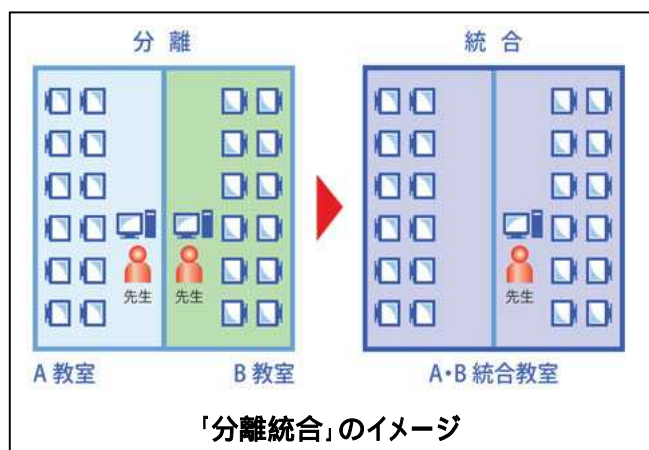 分離
統合
先生
先生
先生
A 教室
B 教室
A・B 統合教室
「分離統合」のイメージ